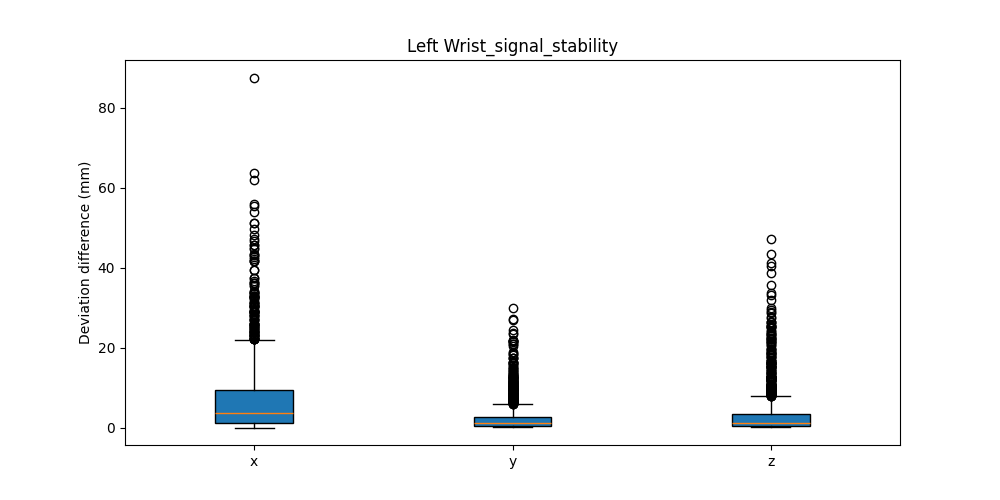 Left Wrist_signal_stability
Deviation difference (mm)
80
60
40
20
0
x
y
z